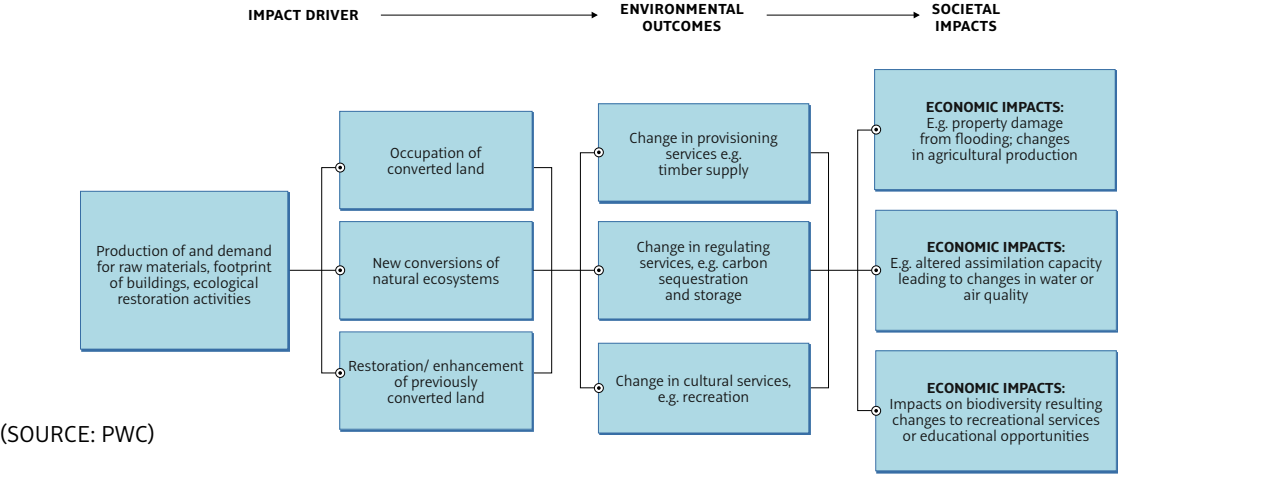 IMPACT DRIVER
ENVIRONMENTAL
OUTCOMES
SOCIETAL
IMPACTS
Production of and demand
for raw materials, footprint
of buildings, ecological
restoration activities
Occupation of
converted land
New conversions of
natural ecosystems
Restoration/ enhancement
of previously
converted land
Change in provisioning
services e.g.
timber supply
Change in regulating
services, e.g. carbon
sequestration
and storage
Change in cultural services,
e.g. recreation
ECONOMIC IMPACTS:
E.g. property damage
from flooding; changes
in agricultural production
ECONOMIC IMPACTS:
E.g. altered assimilation capacity
leading to changes in water or
air quality
ECONOMIC IMPACTS:
Impacts on biodiversity resulting
changes to recreational services
or educational opportunities
(SOURCE: PWC)